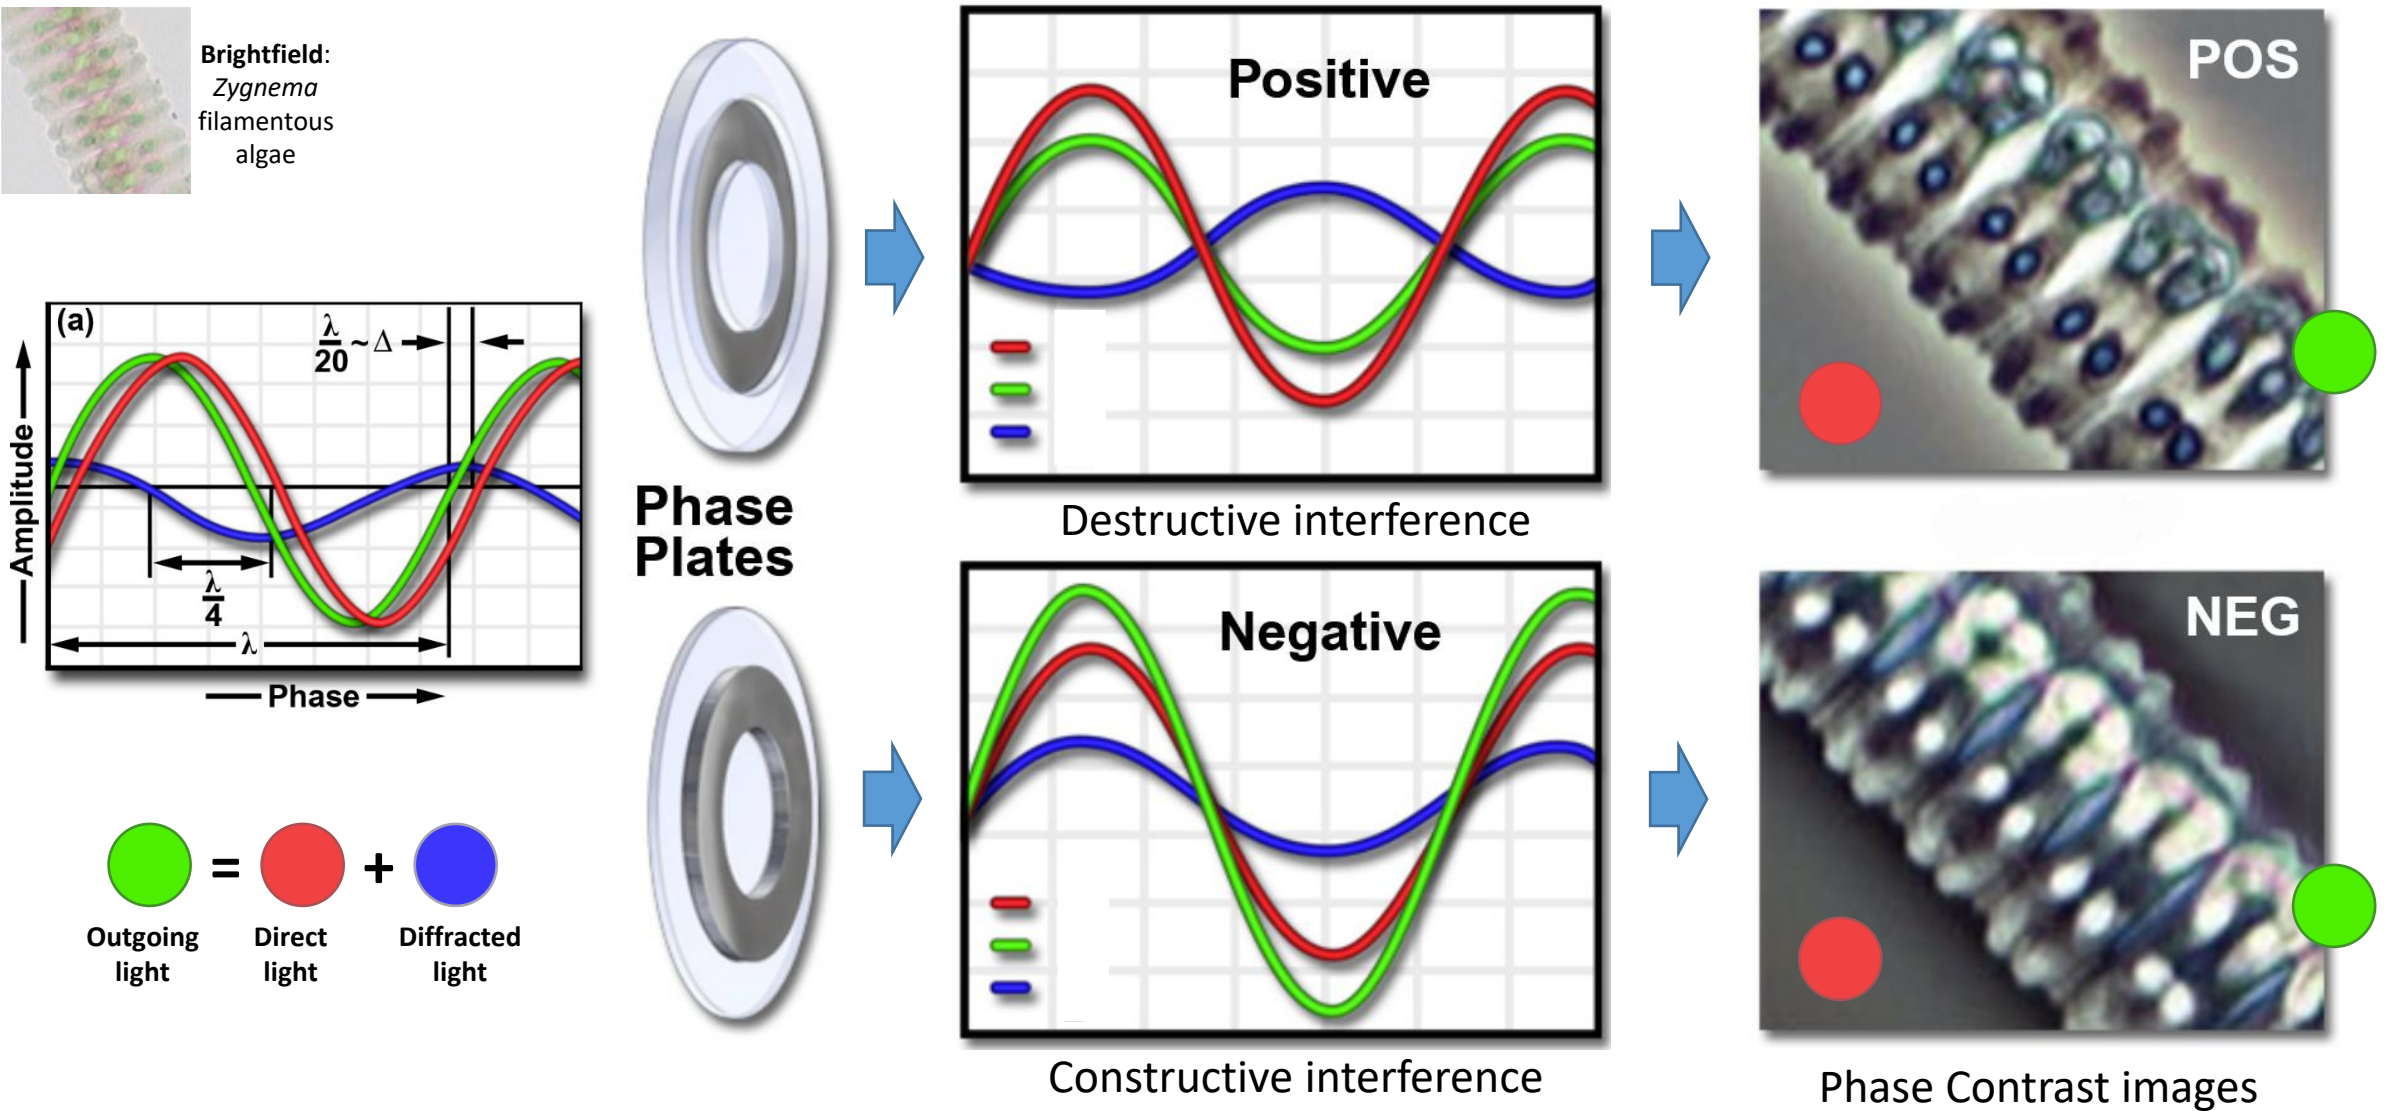 Brightfield:
Zygnema
filamentous
algae
(a)
λ
20
~ Δ
Amplitude
λ
4
λ
Phase
=
+
Outgoing
light
Direct
light
Diffracted
light
Phase
Plates
Positive
Destructive interference
Negative
Constructive interference
POS
NEG
Phase Contrast images